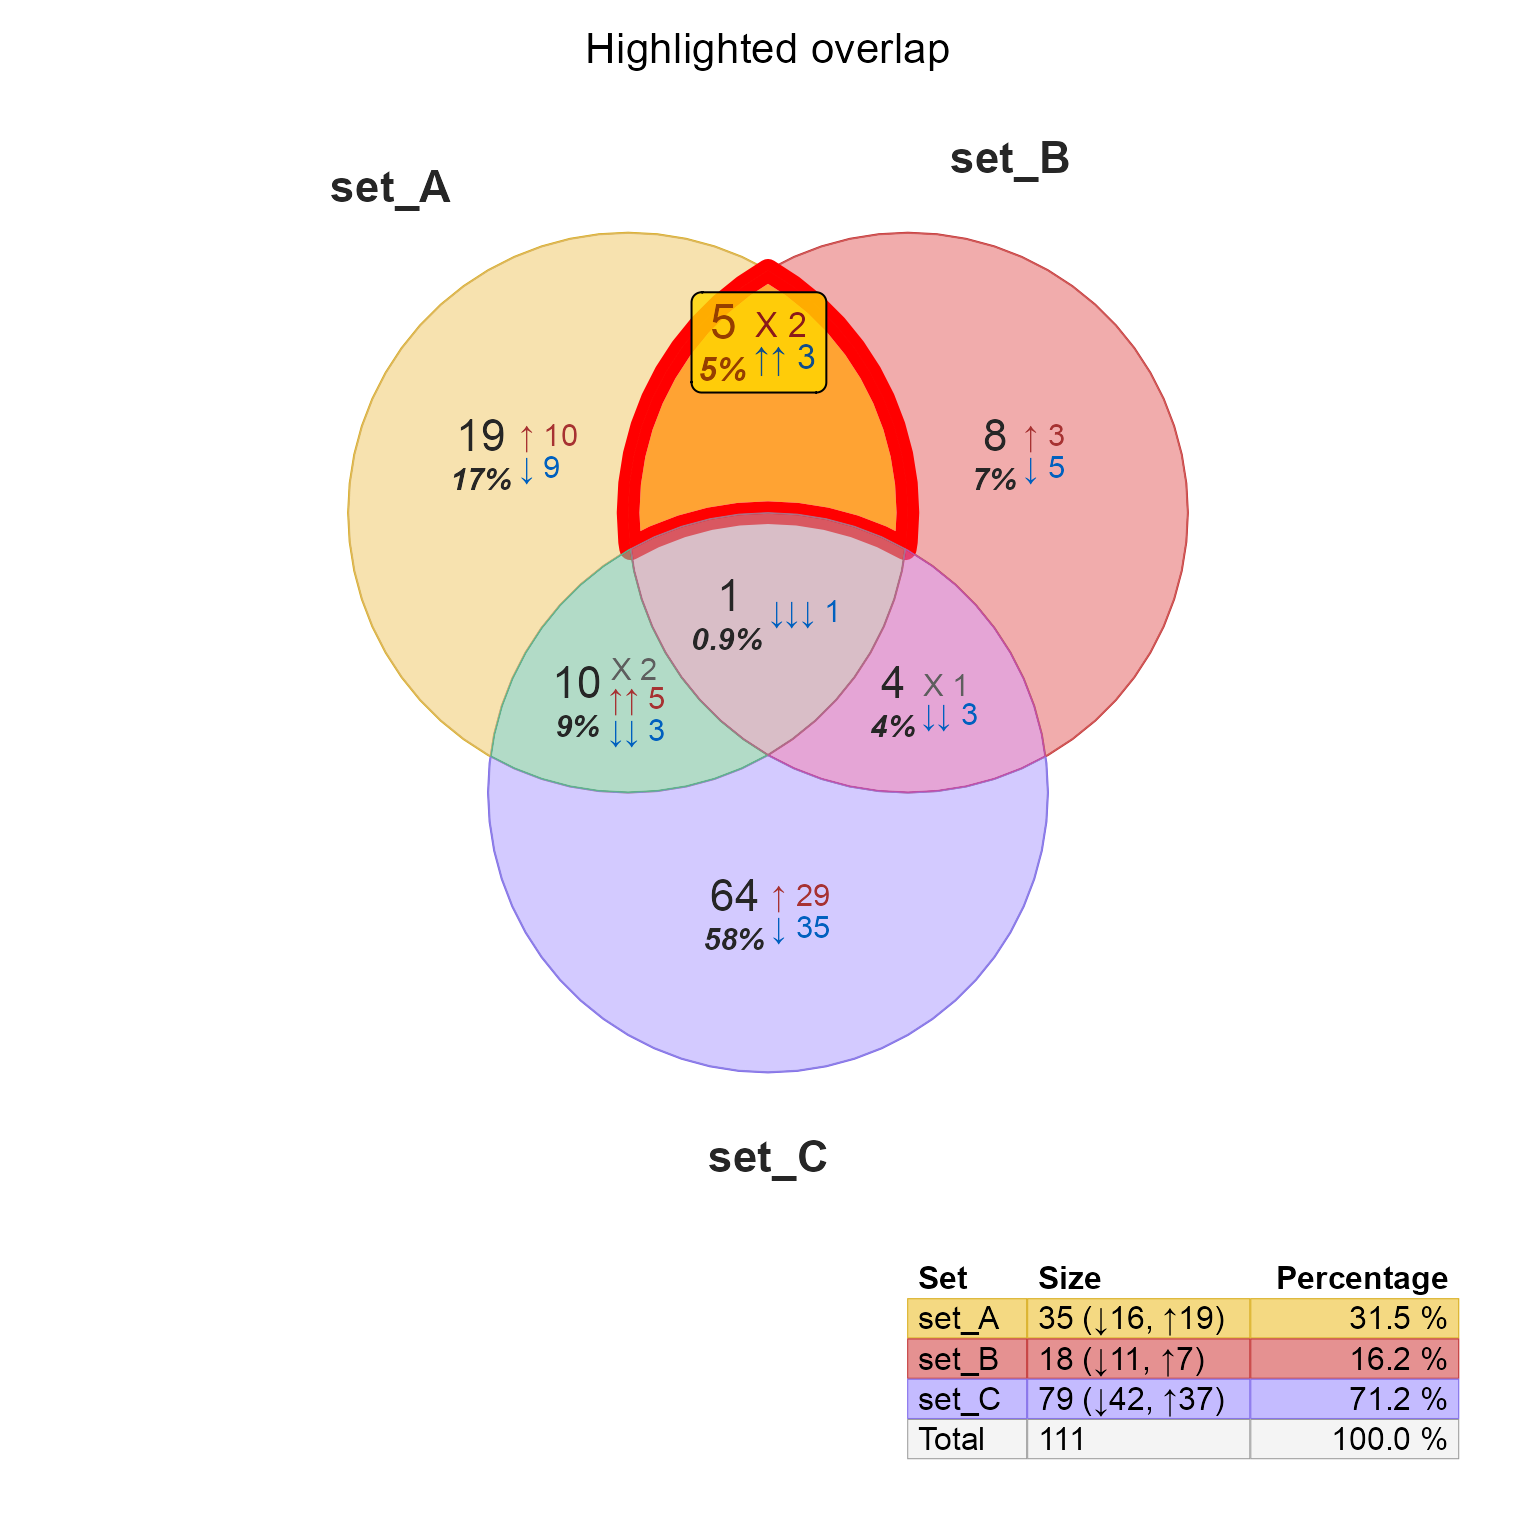 Highlighted overlap
set_A
set_B
5 X 2
5% ↑↑ 3
19 ↑ 10
17% ↓ 9
8 ↑ 3
7% ↓ 5
1 ↓↓↓ 1
0.9%
10 X 2
↑↑ 5
9% ↓↓ 3
4 X 1
4% ↓↓ 3
64 ↑ 29
58% ↓ 35
set_C
Set Size Percentage
set_A 35 (↓16, ↑19) 31.5 %
set_B 18 (↓11, ↑7) 16.2 %
set_C 79 (↓42, ↑37) 71.2 %
Total 111 100.0 %